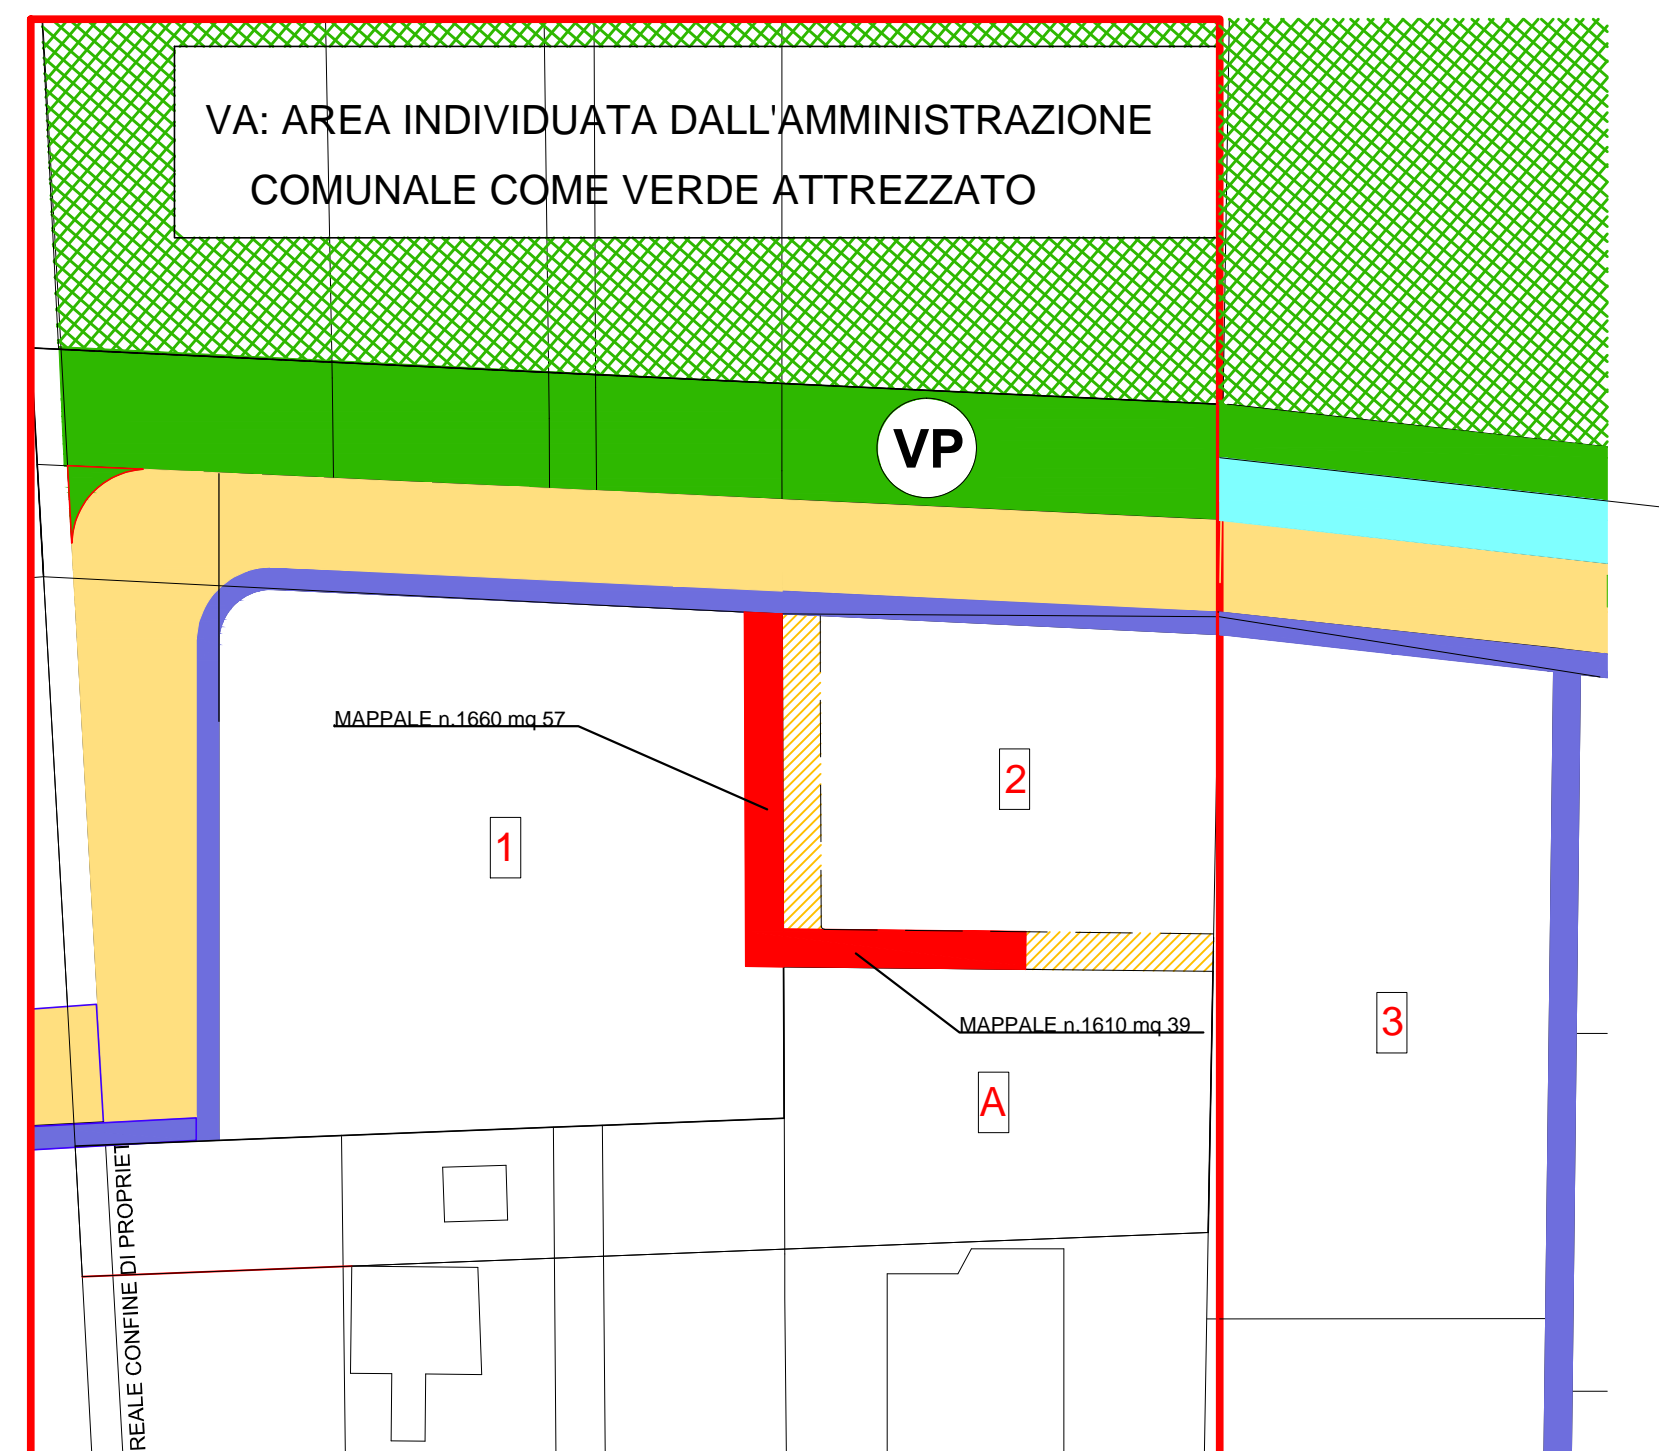 VA: AREA INDIVIDUATA DALL'AMMINISTRAZIONE
COMUNALE COME VERDE ATTREZZATO
VP
MAPPALE n.1660 mq 57
2
1
3
MAPPALE n.1610 mq 39
A
REALE CONFINE DI PROPRIET